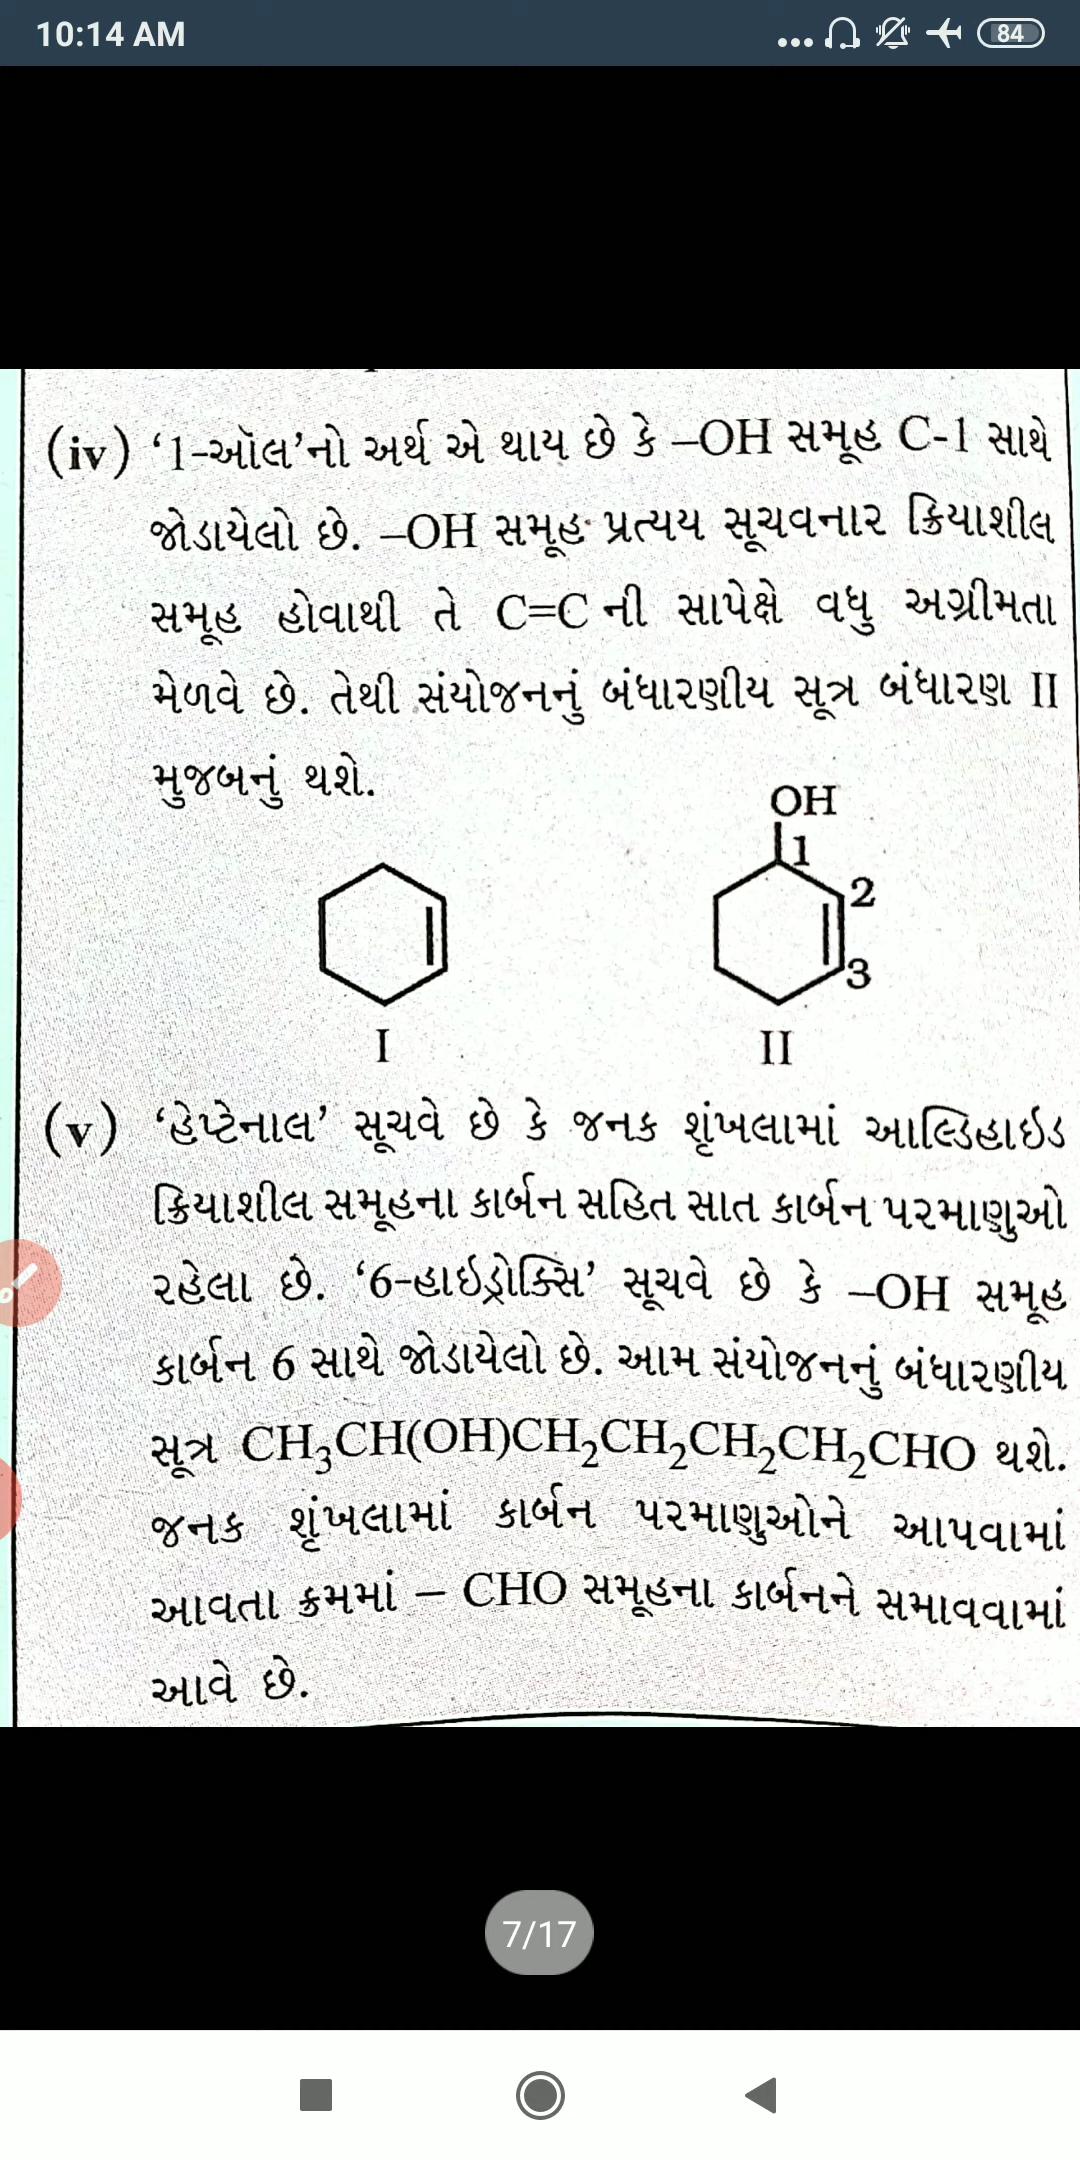 10:14 AM
84
(iv) ‘1-ઑલ’નો અર્થ એ થાય છે કે –OH સમૂહ C-1 સાથે
જોડાયેલો છે. –OH સમૂહ પ્રત્યય સૂચવનાર ક્રિયાશીલ
સમૂહ હોવાથી તે C=C ની સાપેક્ષે વધુ અગ્રીમતા
મેળવે છે. તેથી સંયોજનનું બંધારણીય સૂત્ર બંધારણ II
મુજબનું થશે.
OH
1
2
3
I
II
(v) ‘હેપ્ટેનાલ’ સૂચવે છે કે જનક શૃંખલામાં આલ્ડિહાઇડ
ક્રિયાશીલ સમૂહના કાર્બન સહિત સાત કાર્બન પરમાણુઓ
રહેલા છે. ‘6-હાઇડ્રોક્સિ’ સૂચવે છે કે –OH સમૂહ
કાર્બન 6 સાથે જોડાયેલો છે. આમ સંયોજનનું બંધારણીય
સૂત્ર CH₃CH(OH)CH₂CH₂CH₂CH₂CHO થશે.
જનક શૃંખલામાં કાર્બન પરમાણુઓને આપવામાં
આવતા ક્રમમાં – CHO સમૂહના કાર્બનને સમાવવામાં
આવે છે.
7/17